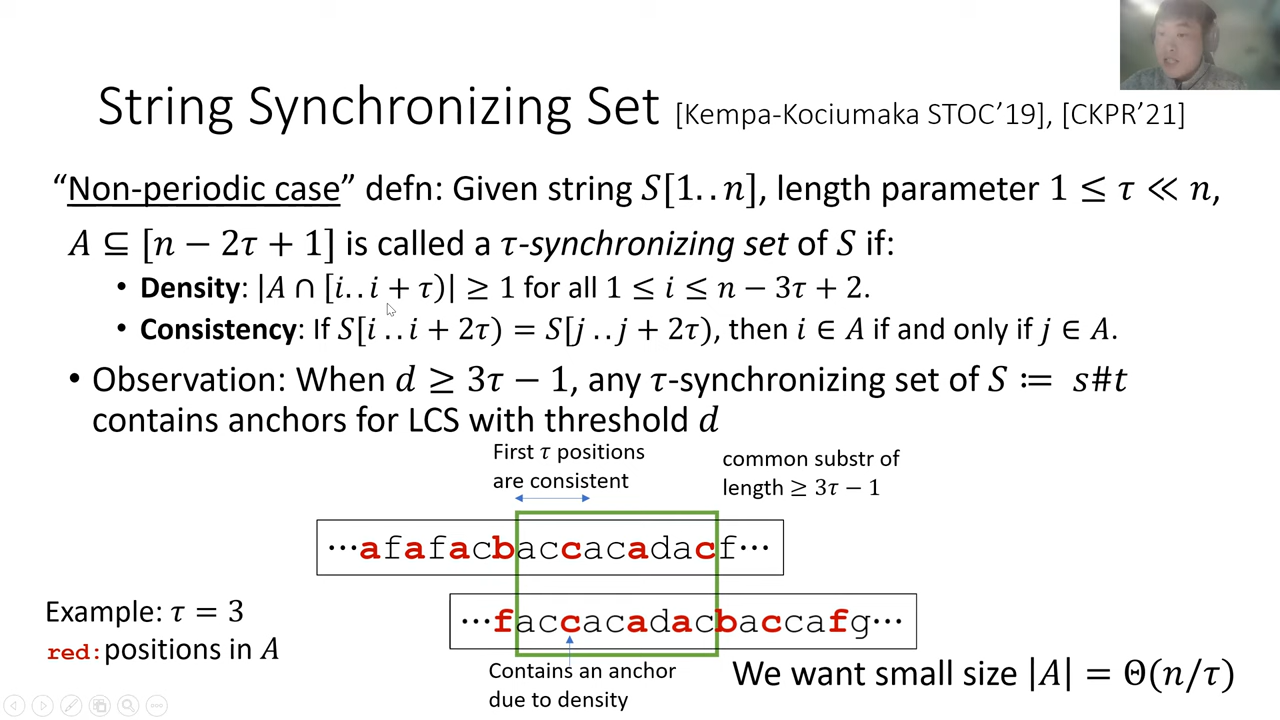 String Synchronizing Set [Kempa-Kociumaka STOC’19], [CKPR’21]
“Non-periodic case” defn: Given string S[1..n], length parameter 1 ≤ τ ≪ n,
A ⊆ [n − 2τ + 1] is called a τ-synchronizing set of S if:
• Density: |A ∩ [i..i + τ)| ≥ 1 for all 1 ≤ i ≤ n − 3τ + 2.
• Consistency: If S[i..i + 2τ) = S[j..j + 2τ), then i ∈ A if and only if j ∈ A.
• Observation: When d ≥ 3τ − 1, any τ-synchronizing set of S ≔ s#t
contains anchors for LCS with threshold d
First τ positions
are consistent
common substr of
length ≥ 3τ − 1
⋯afafacbaccacadacf⋯
⋯faccacadacbaccafg⋯
Example: τ = 3
red: positions in A
Contains an anchor
due to density
We want small size |A| = Θ(n/τ)